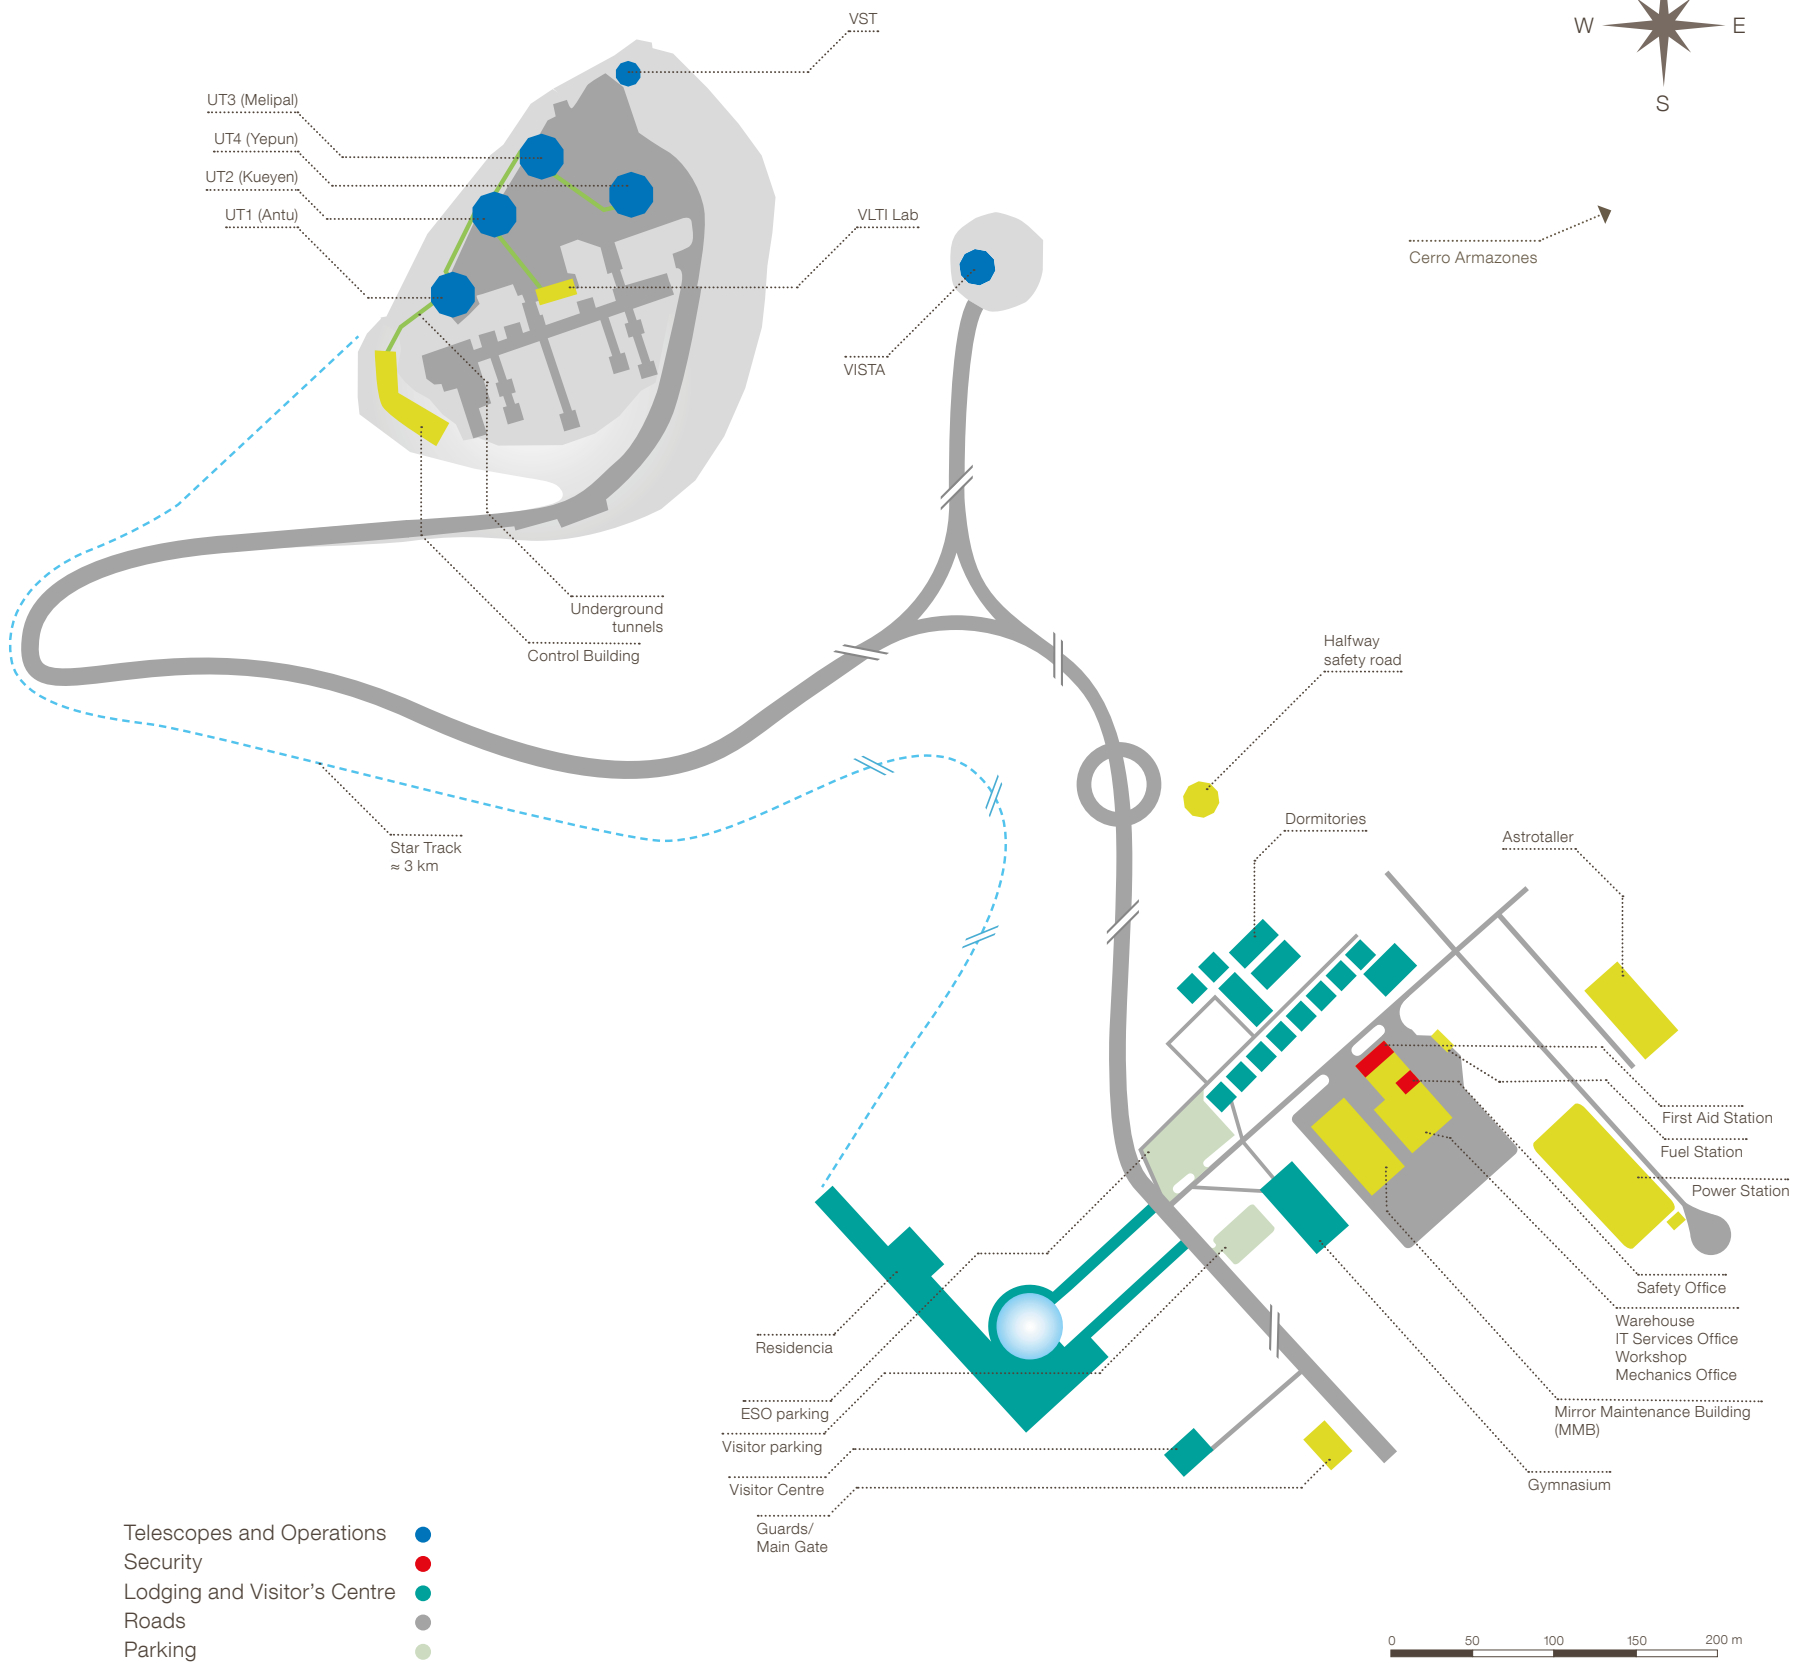 VST
W
E
S
UT3 (Melipal)
UT4 (Yepun)
UT2 (Kueyen)
UT1 (Antu)
VLTI Lab
Cerro Armazones
VISTA
Underground
tunnels
Control Building
Halfway
safety road
Star Track
≈ 3 km
Dormitories
Astrotaller
First Aid Station
Fuel Station
Power Station
Safety Office
Warehouse
IT Services Office
Workshop
Mechanics Office
Mirror Maintenance Building
(MMB)
Gymnasium
Residencia
ESO parking
Visitor parking
Visitor Centre
Guards/
Main Gate
Telescopes and Operations
Security
Lodging and Visitor’s Centre
Roads
Parking
0 50 100 150 200 m